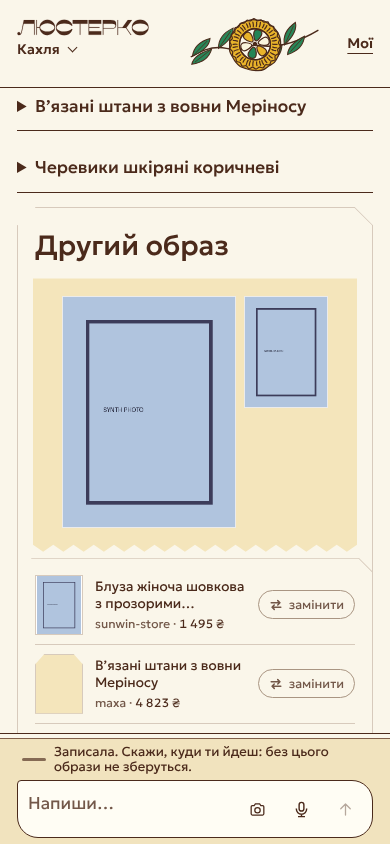 ЛЮСТЕРКО
Кахля
Мої
В’язані штани з вовни Меріносу
Черевики шкіряні коричневі
Другий образ
SYNTH PHOTO
Блуза жіноча шовкова
з прозорими…
sunwin-store · 1 495 ₴
замінити
В’язані штани з вовни
Меріносу
maxa · 4 823 ₴
замінити
Записала. Скажи, куди ти йдеш: без цього
образи не зберуться.
Напиши…